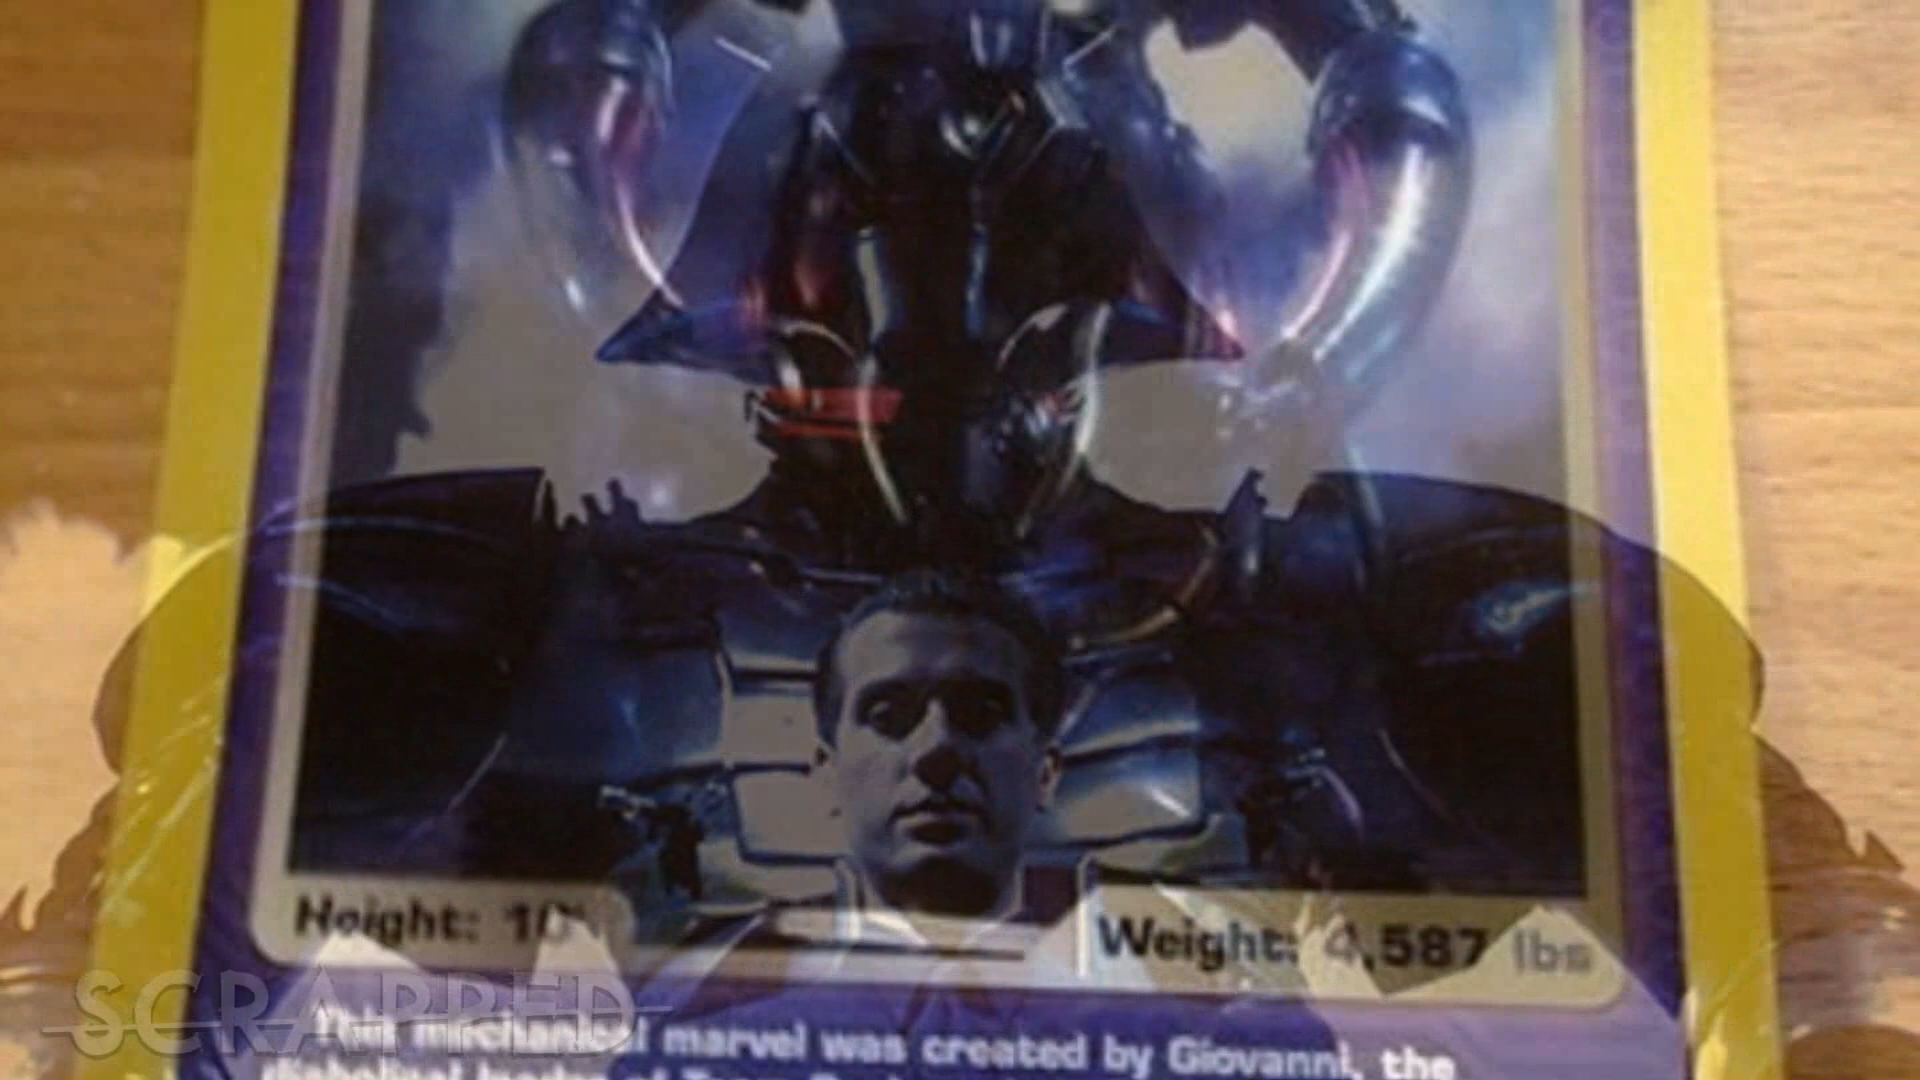 Height: 10'
Weight: 4,587 lbs
SCRAPPED
This mechanical marvel was created by Giovanni, the
diabolical leader of Team